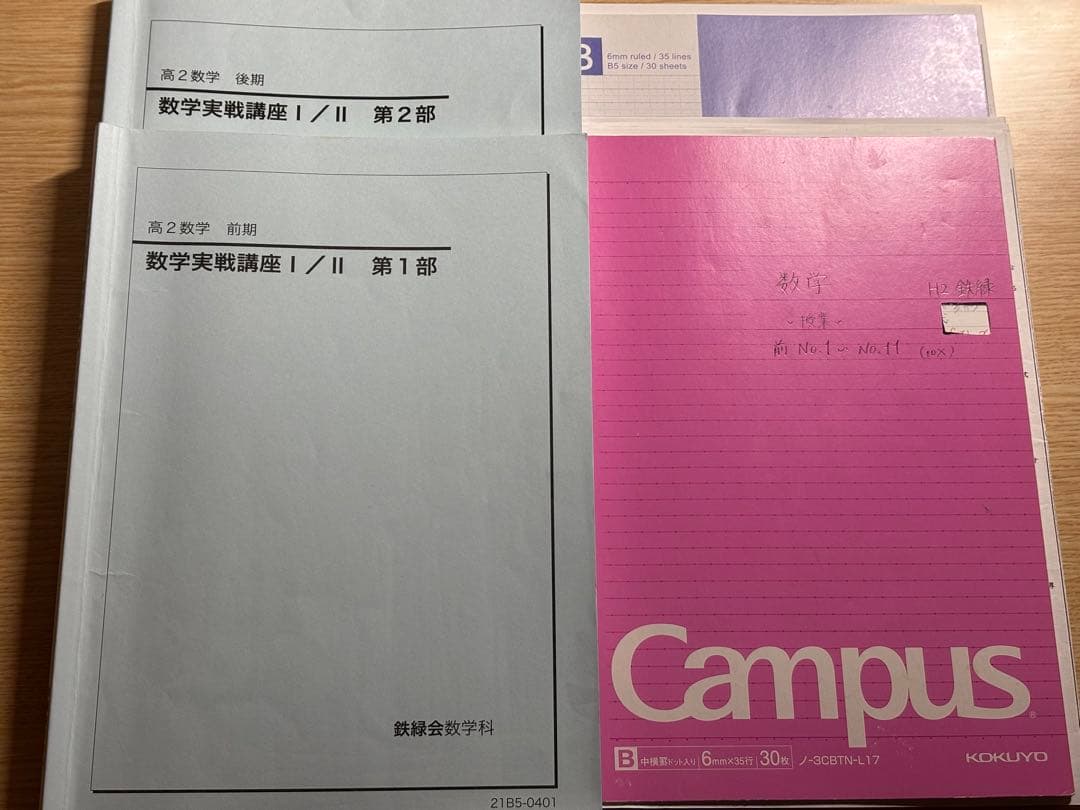 高2数学 後期
数学実戦講座Ⅰ／Ⅱ 第2部
B
6mm ruled / 35 lines
B5 size / 30 sheets
高2数学 前期
数学実戦講座Ⅰ／Ⅱ 第1部
鉄緑会数学科
21B5-0401
数学
H2 鉄緑
~授業~
前 No.1~No.11
Campus
B 中横罫ドット入り 6mm×35行 30枚 ノ-3CBTN-L17
KOKUYO